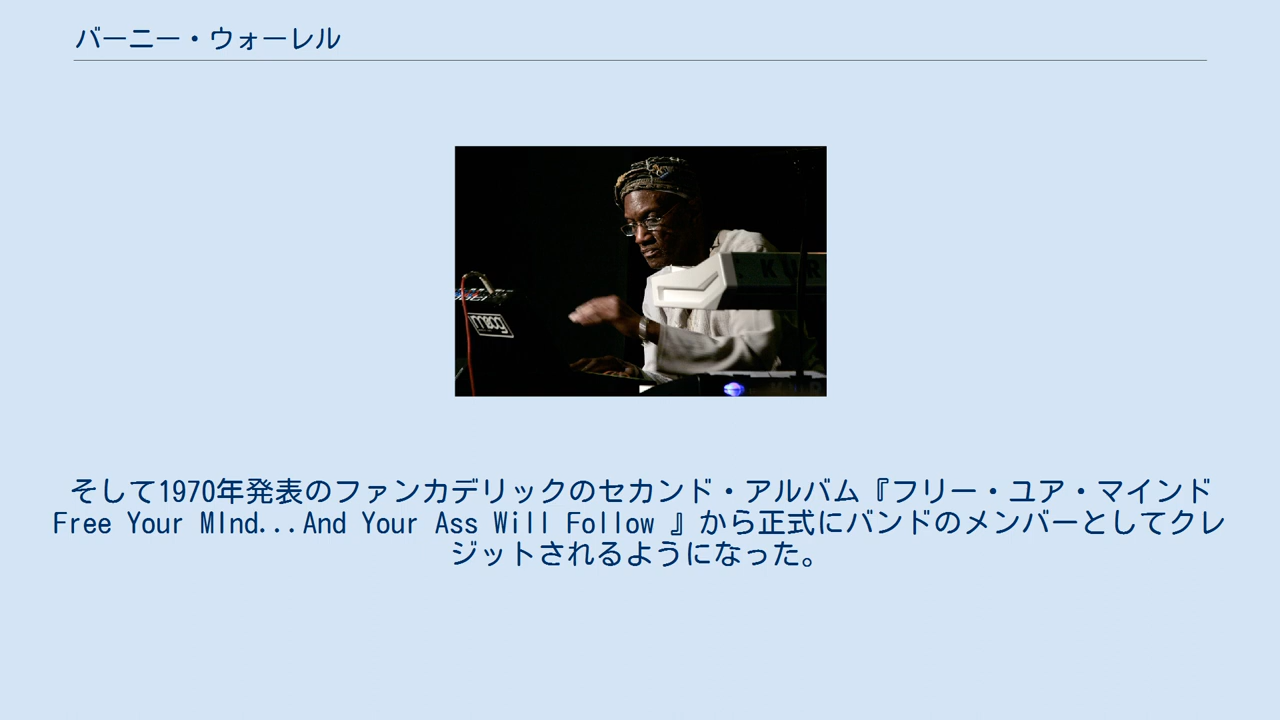 バーニー・ウォーレル
moog
KUR
そして1970年発表のファンカデリックのセカンド・アルバム『フリー・ユア・マインド
Free Your MInd...And Your Ass Will Follow 』から正式にバンドのメンバーとしてクレ
ジットされるようになった。